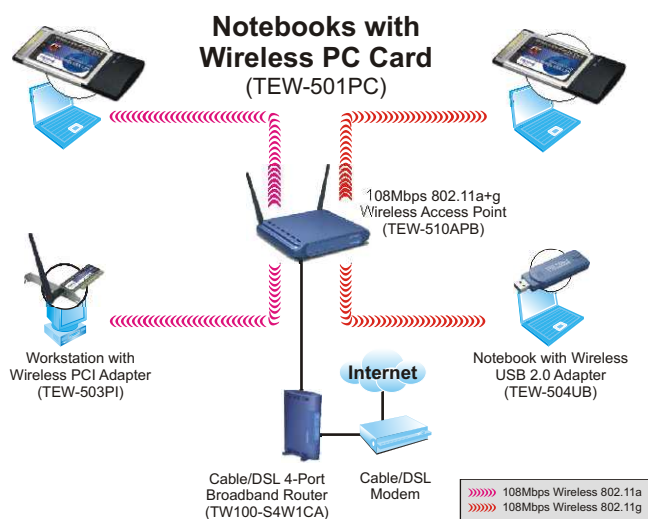 Notebooks with
Wireless PC Card
(TEW-501PC)
108Mbps 802.11a+g
Wireless Access Point
(TEW-510APB)
Workstation with
Wireless PCI Adapter
(TEW-503PI)
Notebook with Wireless
USB 2.0 Adapter
(TEW-504UB)
Internet
Cable/DSL 4-Port
Broadband Router
(TW100-S4W1CA)
Cable/DSL
Modem
108Mbps Wireless 802.11a
108Mbps Wireless 802.11g